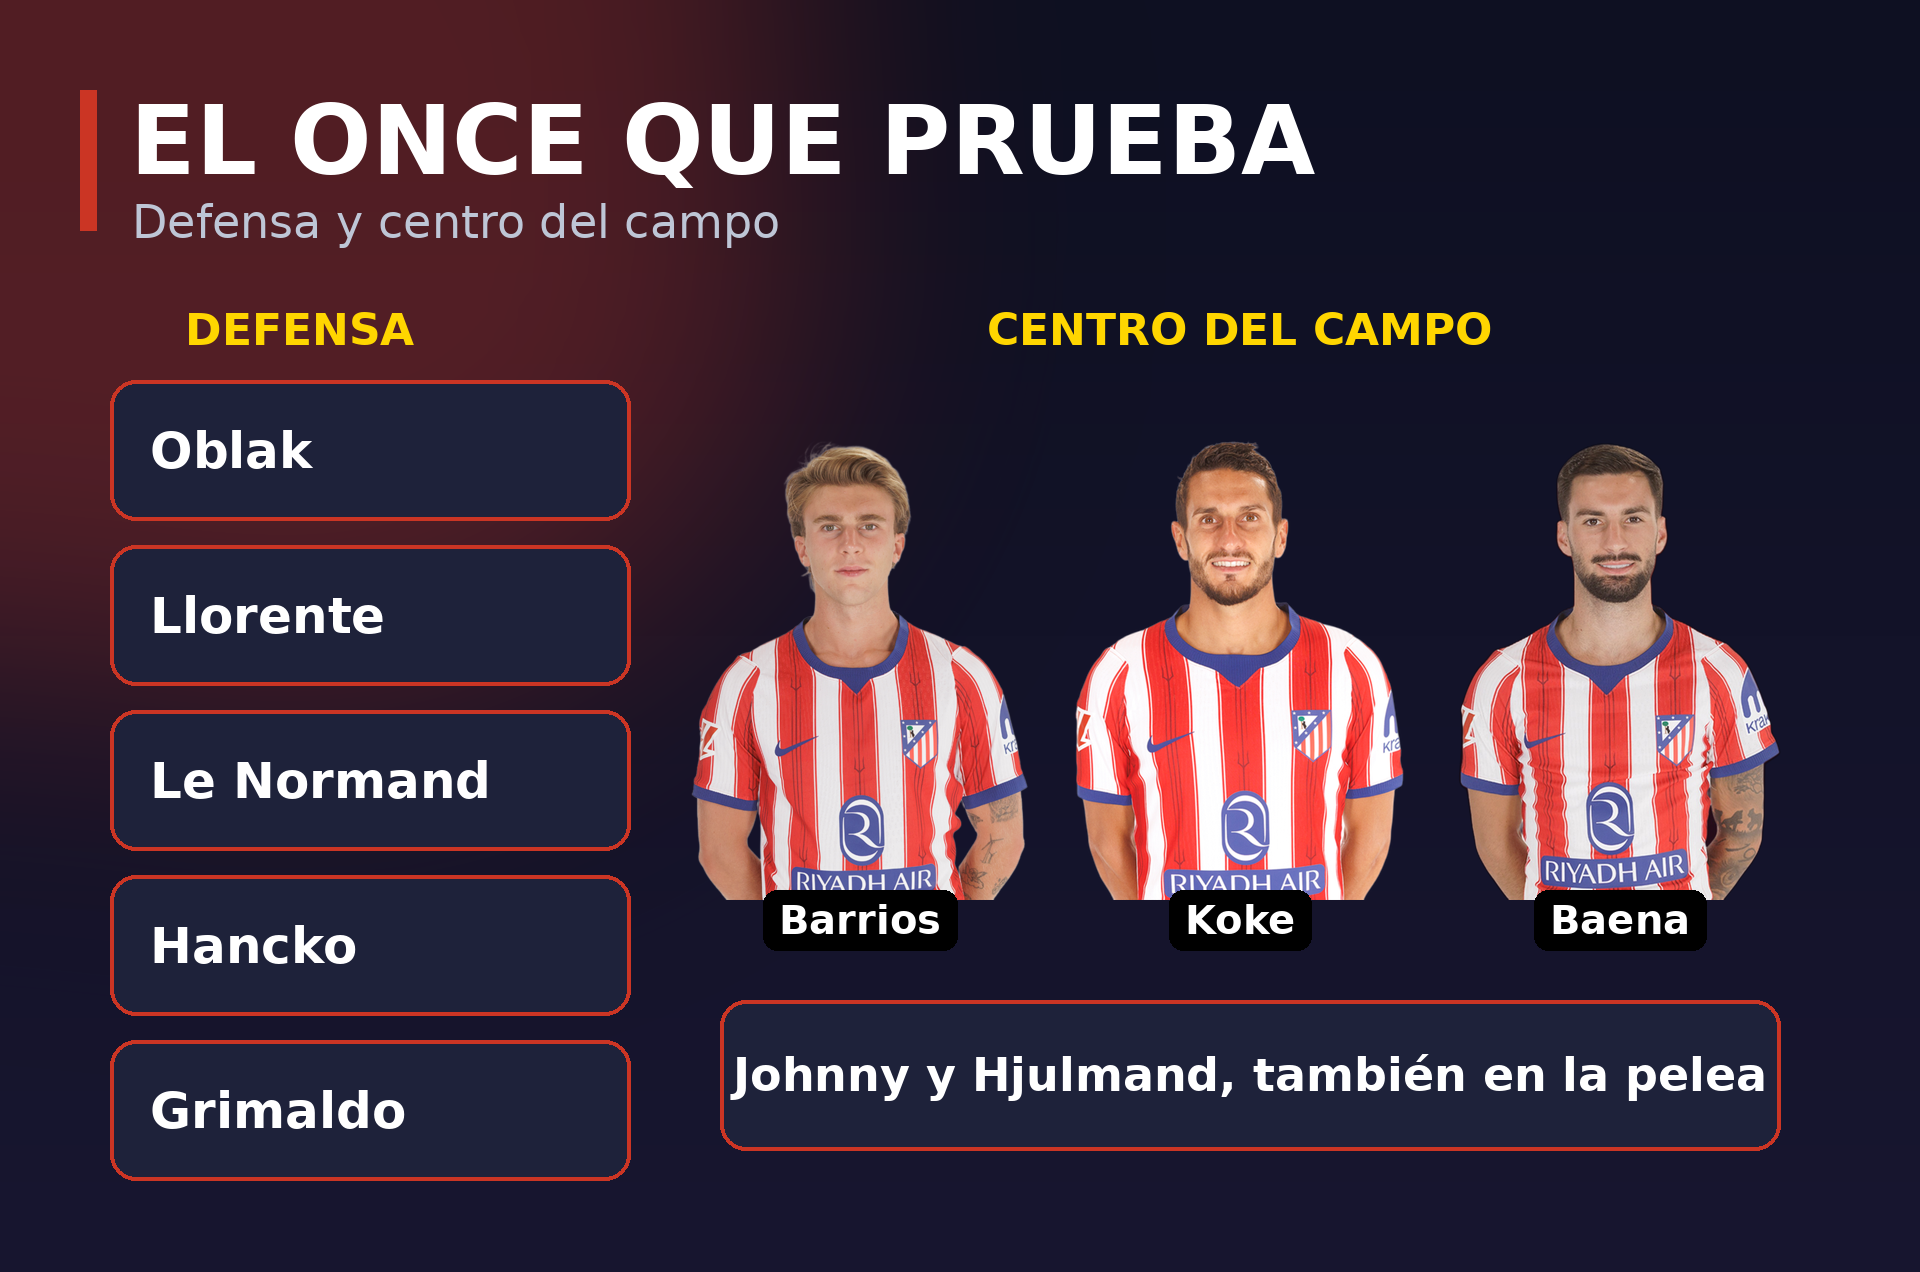 EL ONCE QUE PRUEBA
Defensa y centro del campo
DEFENSA
Oblak
Llorente
Le Normand
Hancko
Grimaldo
CENTRO DEL CAMPO
RIYADH AIR
RIYADH AIR
RIYADH AIR
kraken
Barrios
Koke
Baena
Johnny y Hjulmand, también en la pelea